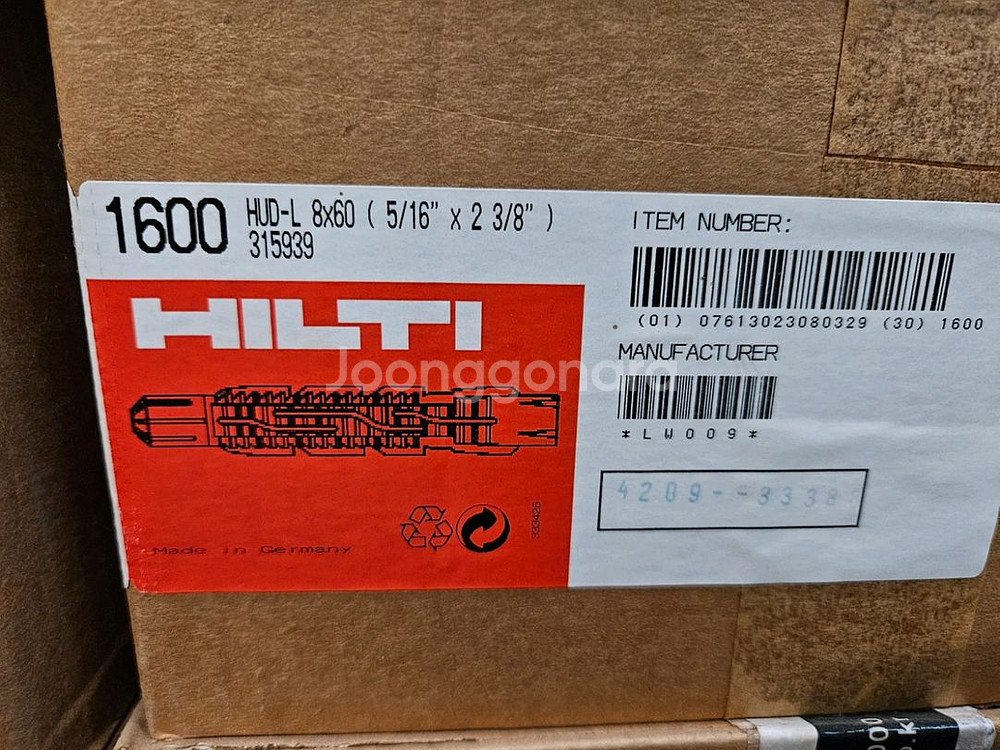 1600
HUD-L 8x60 ( 5/16" x 2 3/8" )
315939
ITEM NUMBER:
(01) 07613023080329 (30) 1600
HILTI
MANUFACTURER
Joonggonara
*LW009*
4209--3338
333426
Made in Germany